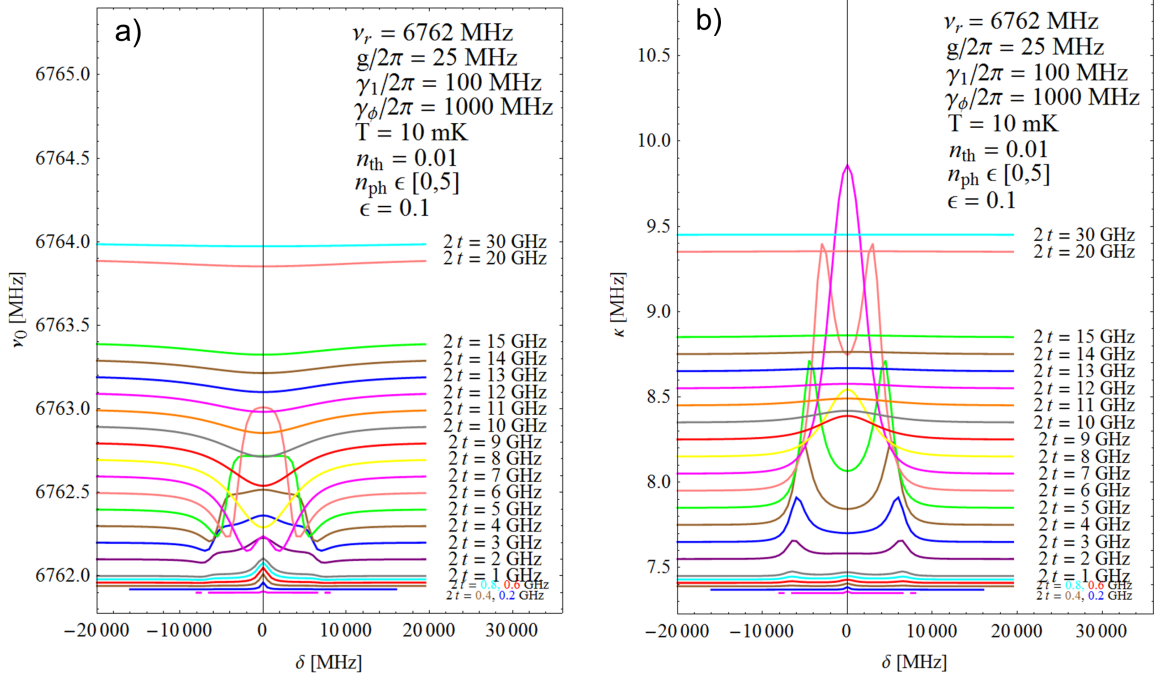 a)
ν_r = 6762 MHz
g/2π = 25 MHz
γ_1/2π = 100 MHz
γ_ϕ/2π = 1000 MHz
T = 10 mK
n_th = 0.01
n_ph ϵ [0,5]
ϵ = 0.1
6765.0
6764.5
6764.0
6763.5
6763.0
6762.5
6762.0
ν_0 [MHz]
2 t = 30 GHz
2 t = 20 GHz
2 t = 15 GHz
2 t = 14 GHz
2 t = 13 GHz
2 t = 12 GHz
2 t = 11 GHz
2 t = 10 GHz
2 t = 9 GHz
2 t = 8 GHz
2 t = 7 GHz
2 t = 6 GHz
2 t = 5 GHz
2 t = 4 GHz
2 t = 3 GHz
2 t = 2 GHz
2 t = 1 GHz
2 t = 0.8, 0.6 GHz
2 t = 0.4, 0.2 GHz
−20 000 −10 000 0 10 000 20 000 30 000
δ [MHz]
b)
ν_r = 6762 MHz
g/2π = 25 MHz
γ_1/2π = 100 MHz
γ_ϕ/2π = 1000 MHz
T = 10 mK
n_th = 0.01
n_ph ϵ [0,5]
ϵ = 0.1
10.5
10.0
9.5
9.0
8.5
8.0
7.5
κ [MHz]
2 t = 30 GHz
2 t = 20 GHz
2 t = 15 GHz
2 t = 14 GHz
2 t = 13 GHz
2 t = 12 GHz
2 t = 11 GHz
2 t = 10 GHz
2 t = 9 GHz
2 t = 8 GHz
2 t = 7 GHz
2 t = 6 GHz
2 t = 5 GHz
2 t = 4 GHz
2 t = 3 GHz
2 t = 2 GHz
2 t = 1 GHz
2 t = 0.8, 0.6 GHz
2 t = 0.4, 0.2 GHz
−20 000 −10 000 0 10 000 20 000 30 000
δ [MHz]